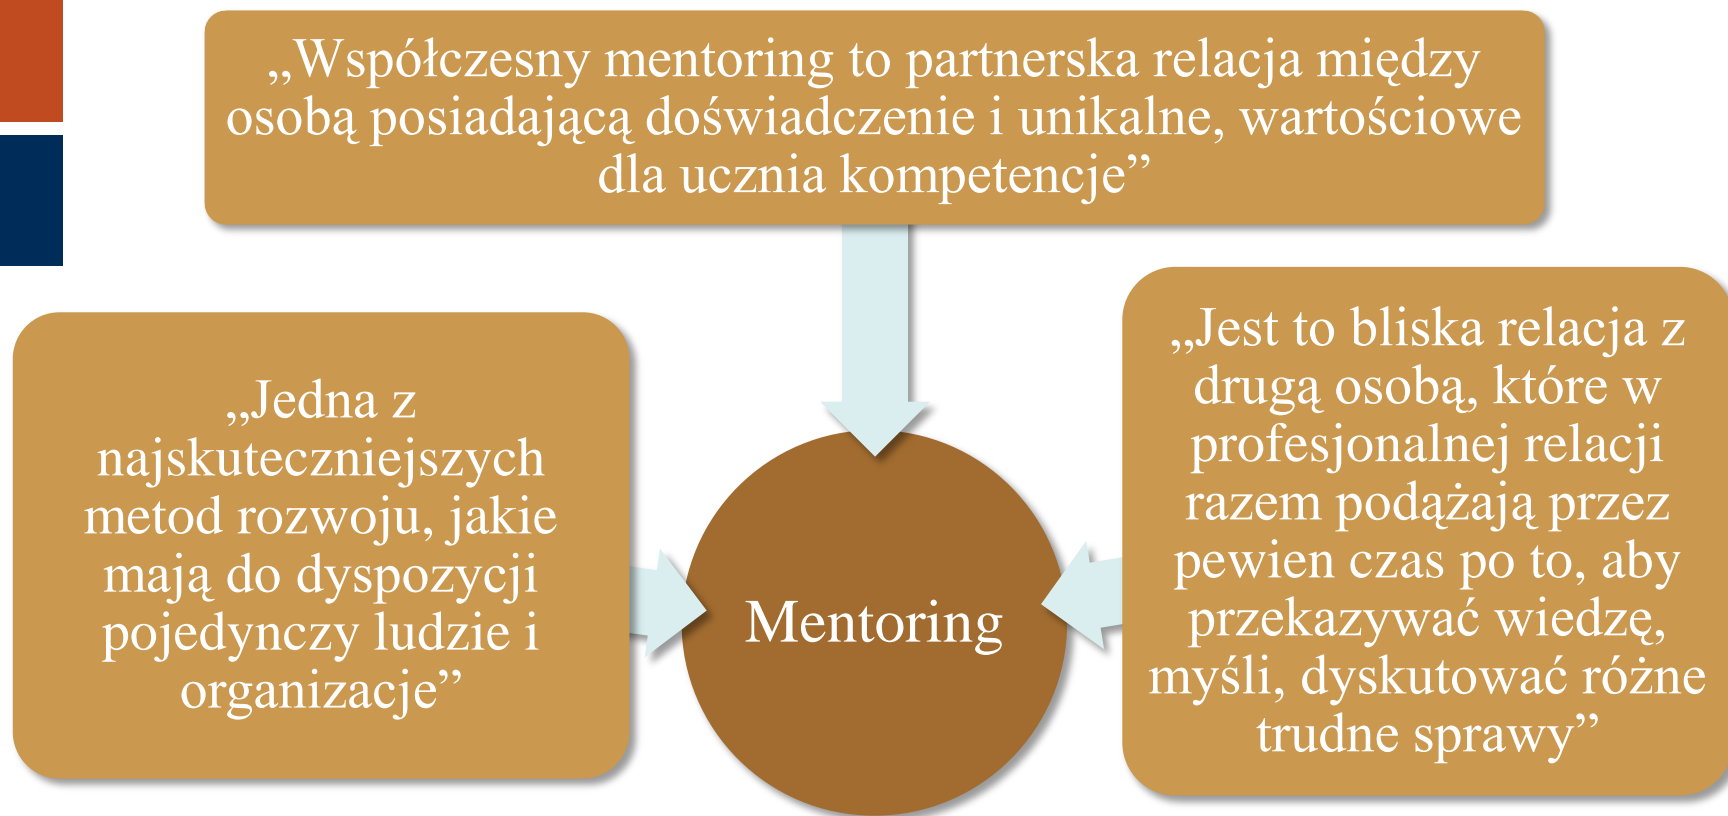 „Współczesny mentoring to partnerska relacja między
osobą posiadającą doświadczenie i unikalne, wartościowe
dla ucznia kompetencje”
„Jedna z
najskuteczniejszych
metod rozwoju, jakie
mają do dyspozycji
pojedynczy ludzie i
organizacje”
Mentoring
„Jest to bliska relacja z
drugą osobą, które w
profesjonalnej relacji
razem podążają przez
pewien czas po to, aby
przekazywać wiedzę,
myśli, dyskutować różne
trudne sprawy”